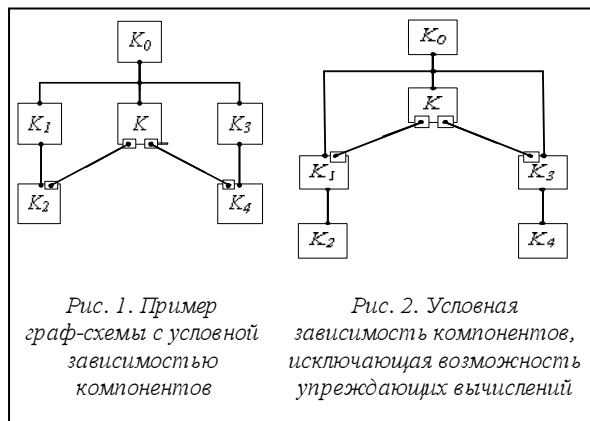 K₀
K₀
K₁
K
K₃
K
K₂
K₄
K₁
K₃
K₂
K₄
Рис. 1. Пример
граф-схемы с условной
зависимостью
компонентов
Рис. 2. Условная
зависимость компонентов,
исключающая возможность
упреждающих вычислений